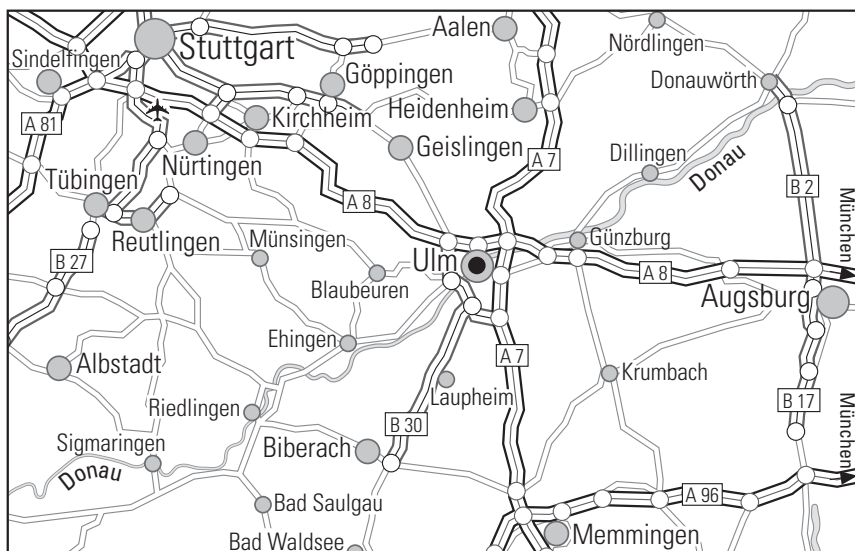 Aalen
Nördlingen
Stuttgart
Sindelfingen
Göppingen
Donauwörth
Heidenheim
Kirchheim
A 81
Geislingen
Nürtingen
Dillingen
A 7
Donau
Tübingen
B 2
A 8
Reutlingen
Münsingen
Günzburg
München
Ulm
B 27
Blaubeuren
A 8
Augsburg
Ehingen
A 7
Albstadt
Krumbach
Laupheim
Riedlingen
B 17
München
B 30
Sigmaringen
Biberach
Donau
A 96
Bad Saulgau
Memmingen
Bad Waldsee